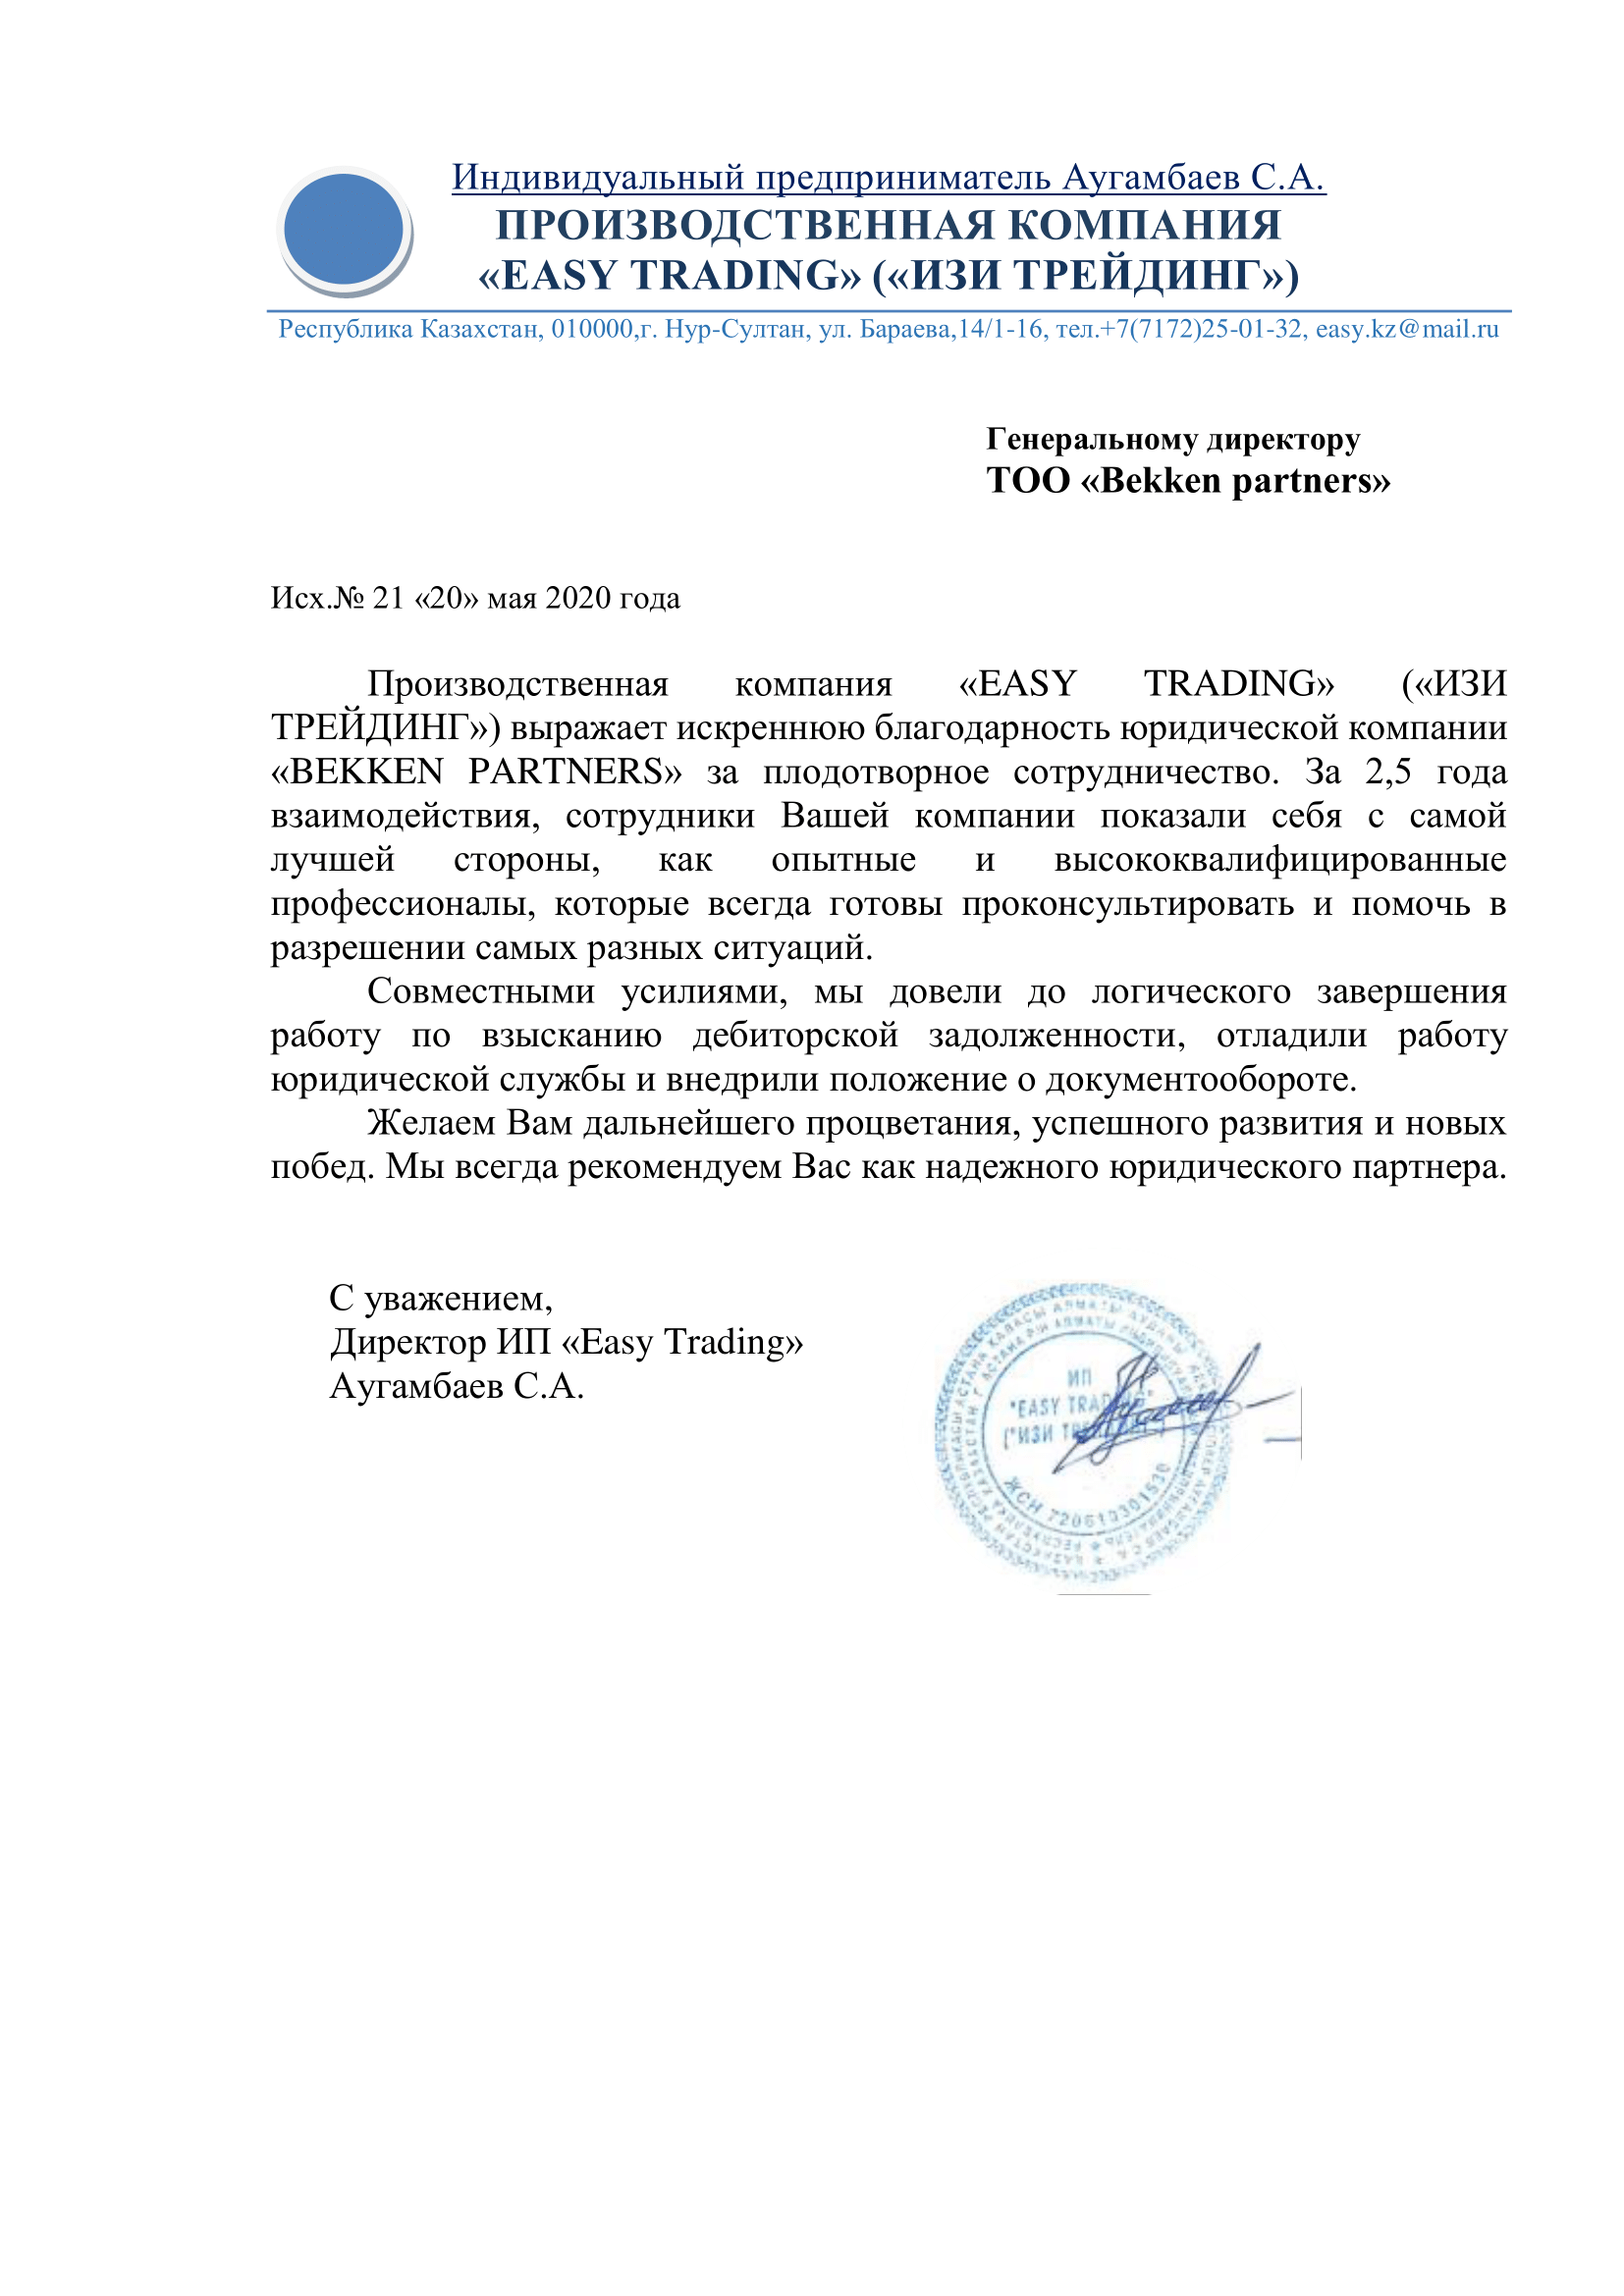 Индивидуальный предприниматель Аугамбаев С.А.
ПРОИЗВОДСТВЕННАЯ КОМПАНИЯ
«EASY TRADING» («ИЗИ ТРЕЙДИНГ»)
Республика Казахстан, 010000,г. Нур-Султан, ул. Бараева,14/1-16, тел.+7(7172)25-01-32, easy.kz@mail.ru
Генеральному директору
ТОО «Bekken partners»
Исх.№ 21 «20» мая 2020 года
Производственная компания «EASY TRADING» («ИЗИ
ТРЕЙДИНГ») выражает искреннюю благодарность юридической компании
«BEKKEN PARTNERS» за плодотворное сотрудничество. За 2,5 года
взаимодействия, сотрудники Вашей компании показали себя с самой
лучшей стороны, как опытные и высококвалифицированные
профессионалы, которые всегда готовы проконсультировать и помочь в
разрешении самых разных ситуаций.
Совместными усилиями, мы довели до логического завершения
работу по взысканию дебиторской задолженности, отладили работу
юридической службы и внедрили положение о документообороте.
Желаем Вам дальнейшего процветания, успешного развития и новых
побед. Мы всегда рекомендуем Вас как надежного юридического партнера.
С уважением,
Директор ИП «Easy Trading»
Аугамбаев С.А.
ИП
"EASY TRADING"
("ИЗИ
ЖСН